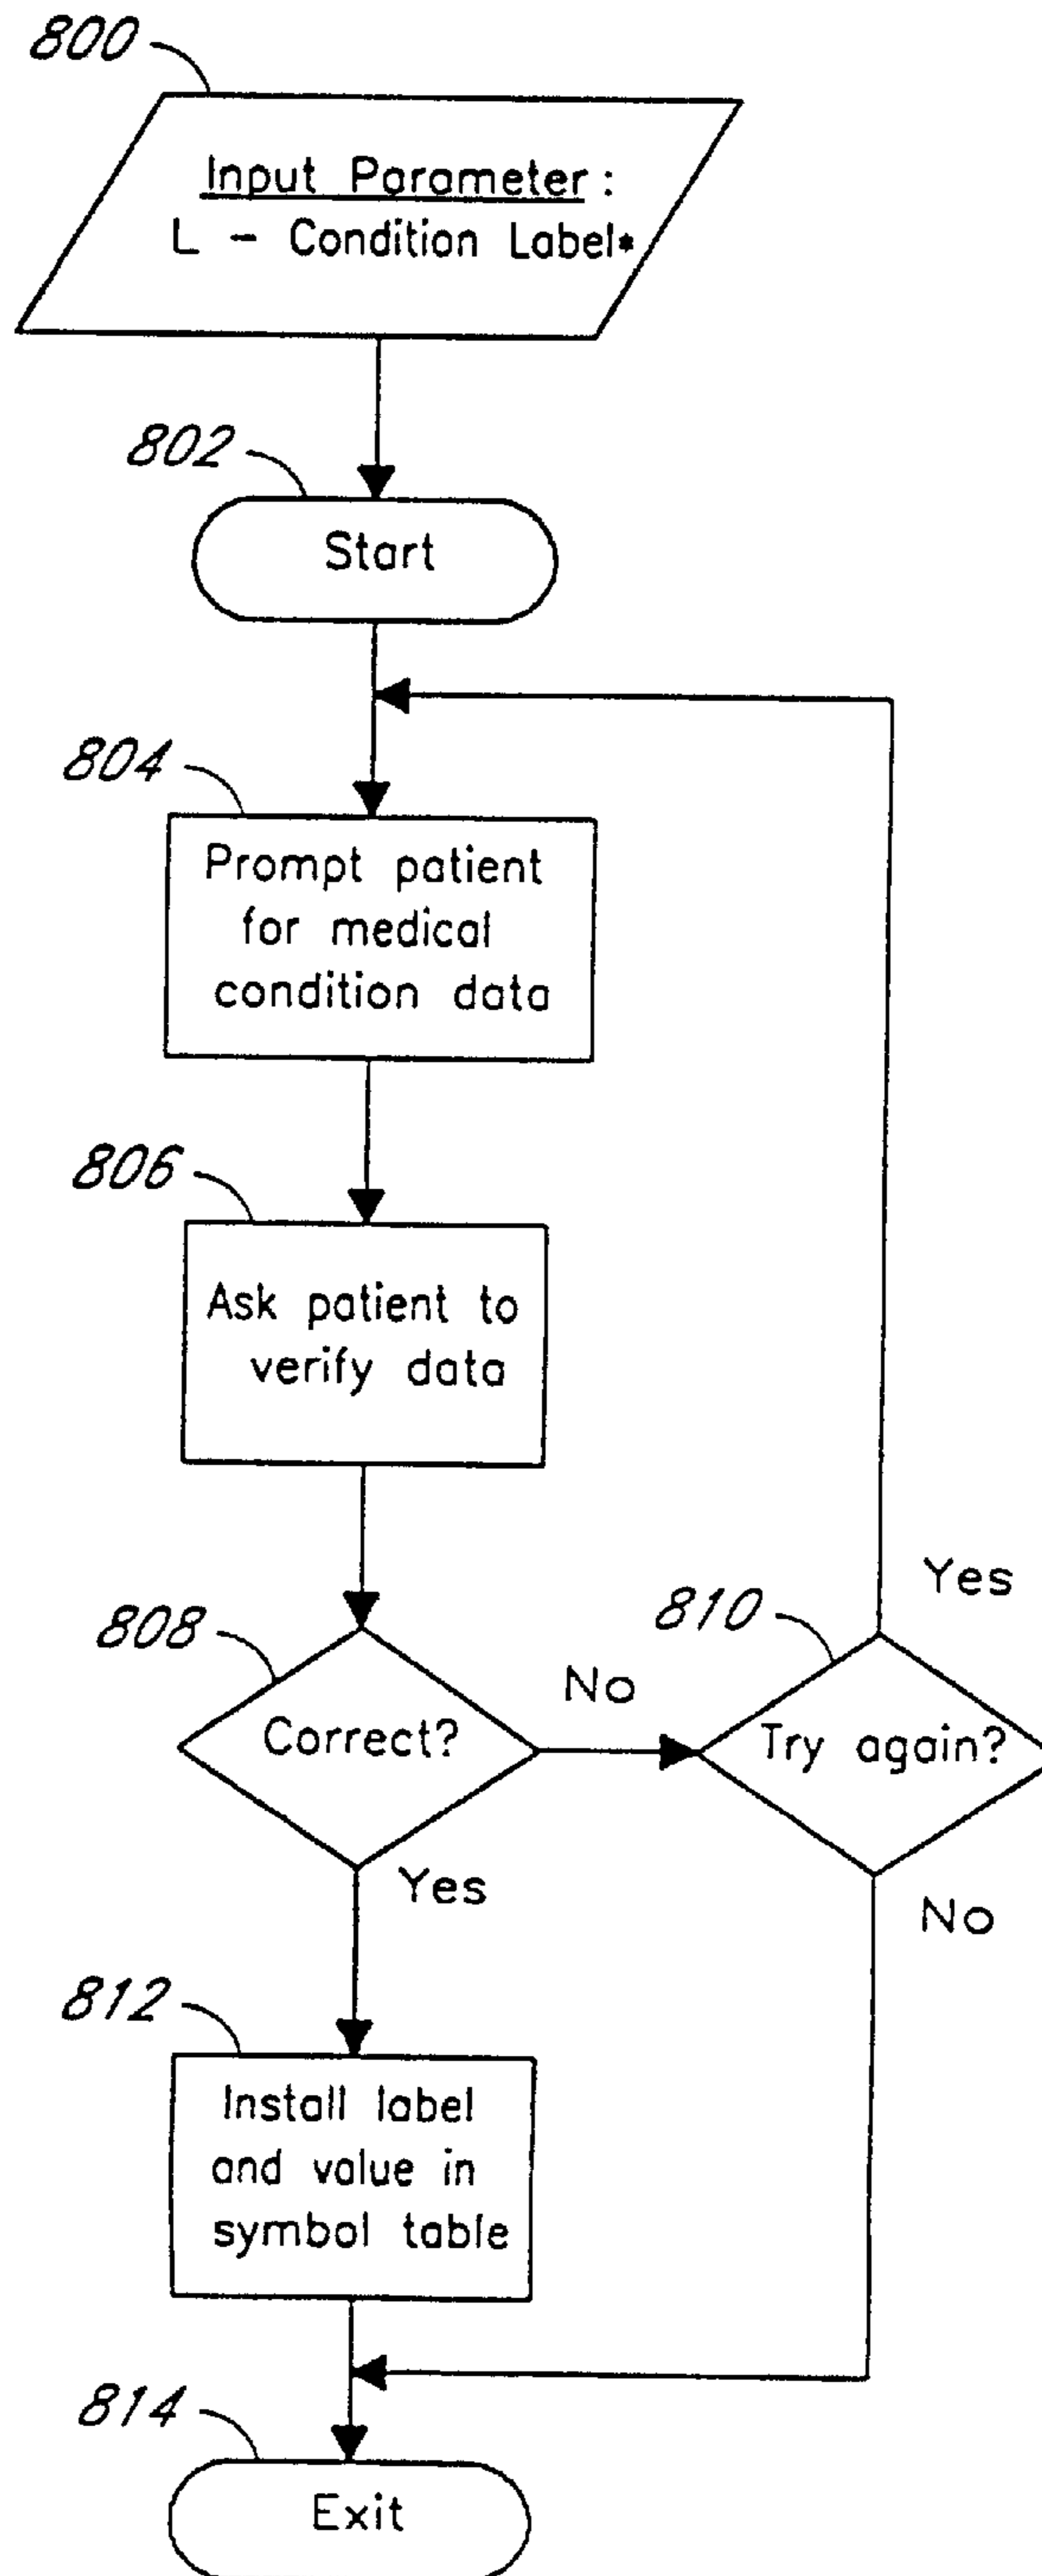 800
Input Parameter :
L - Condition Label*
802
Start
804
Prompt patient
for medical
condition data
806
Ask patient to
verify data
808
Correct?
No
810
Try again?
Yes
Yes
No
812
Install label
and value in
symbol table
814
Exit